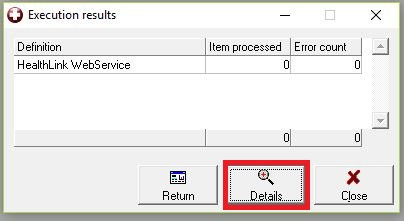 Execution results
Definition Item processed Error count
HealthLink WebService 0 0
0 0
Return Details Close